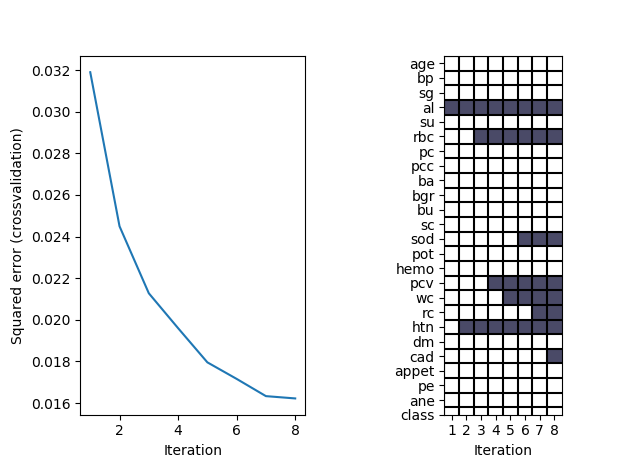 0.032
0.030
0.028
0.026
0.024
0.022
0.020
0.018
0.016
Squared error (crossvalidation)
2 4 6 8
Iteration
age
bp
sg
al
su
rbc
pc
pcc
ba
bgr
bu
sc
sod
pot
hemo
pcv
wc
rc
htn
dm
cad
appet
pe
ane
class
1 2 3 4 5 6 7 8
Iteration